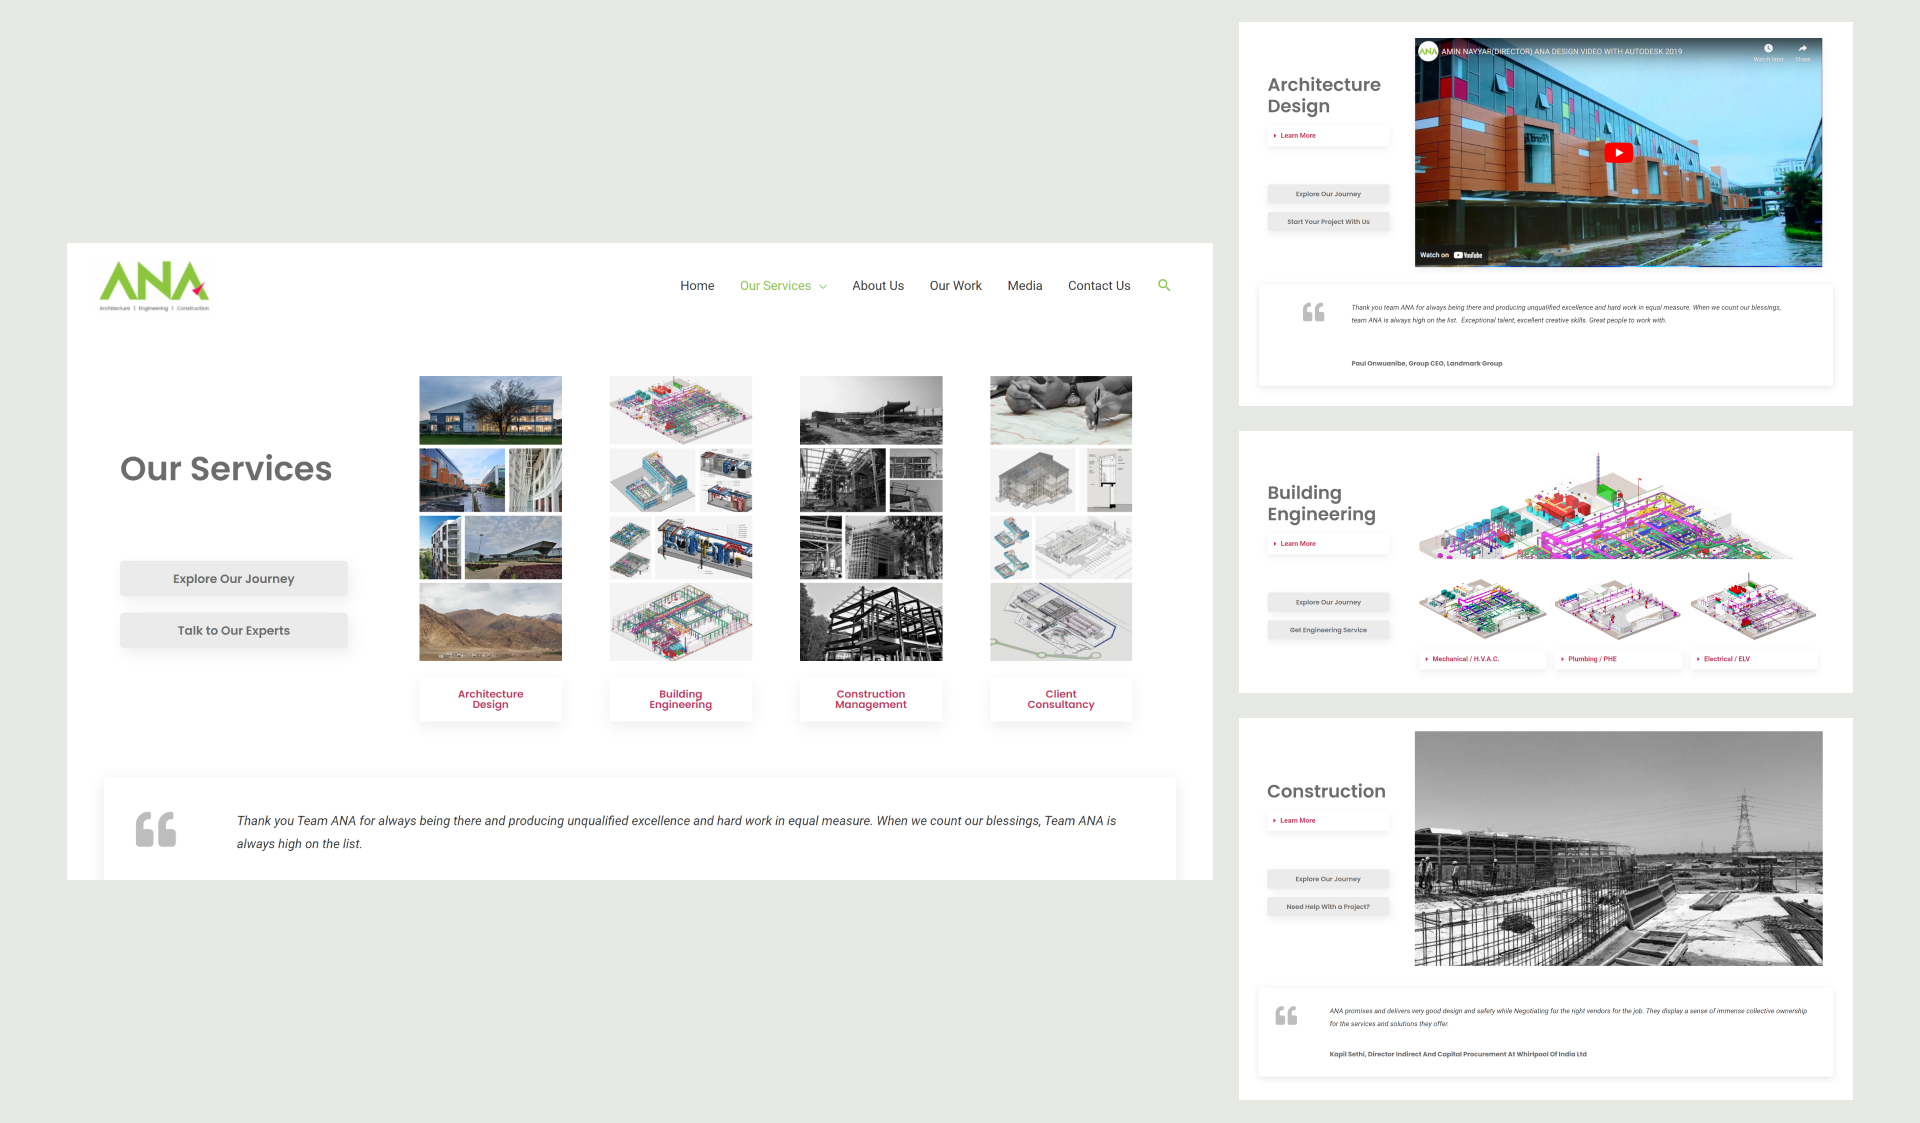 ANA
Architecture | Engineering | Construction
Home
Our Services
About Us
Our Work
Media
Contact Us
Our Services
Explore Our Journey
Talk to Our Experts
Architecture
Design
Building
Engineering
Construction
Management
Client
Consultancy
Thank you Team ANA for always being there and producing unqualified excellence and hard work in equal measure. When we count our blessings, Team ANA is
always high on the list.
Architecture
Design
Learn More
Explore Our Journey
Start Your Project With Us
ANA
AMIN NAYYAR(DIRECTOR) ANA DESIGN VIDEO WITH AUTODESK 2019
Watch later
Share
Watch on YouTube
Thank you team ANA for always being there and producing unqualified excellence and hard work in equal measure. When we count our blessings,
team ANA is always high on the list. Exceptional talent, excellent creative skills. Great people to work with.
Paul Onwuanibe, Group CEO, Landmark Group
Building
Engineering
Learn More
Explore Our Journey
Get Engineering Service
Mechanical / H.V.A.C.
Plumbing / PHE
Electrical / ELV
Construction
Learn More
Explore Our Journey
Need Help With a Project?
ANA promises and delivers very good design and safety while Negotiating for the right vendors for the job. They display a sense of immense collective ownership
for the services and solutions they offer.
Kapil Sethi, Director Indirect And Capital Procurement At Whirlpool Of India Ltd